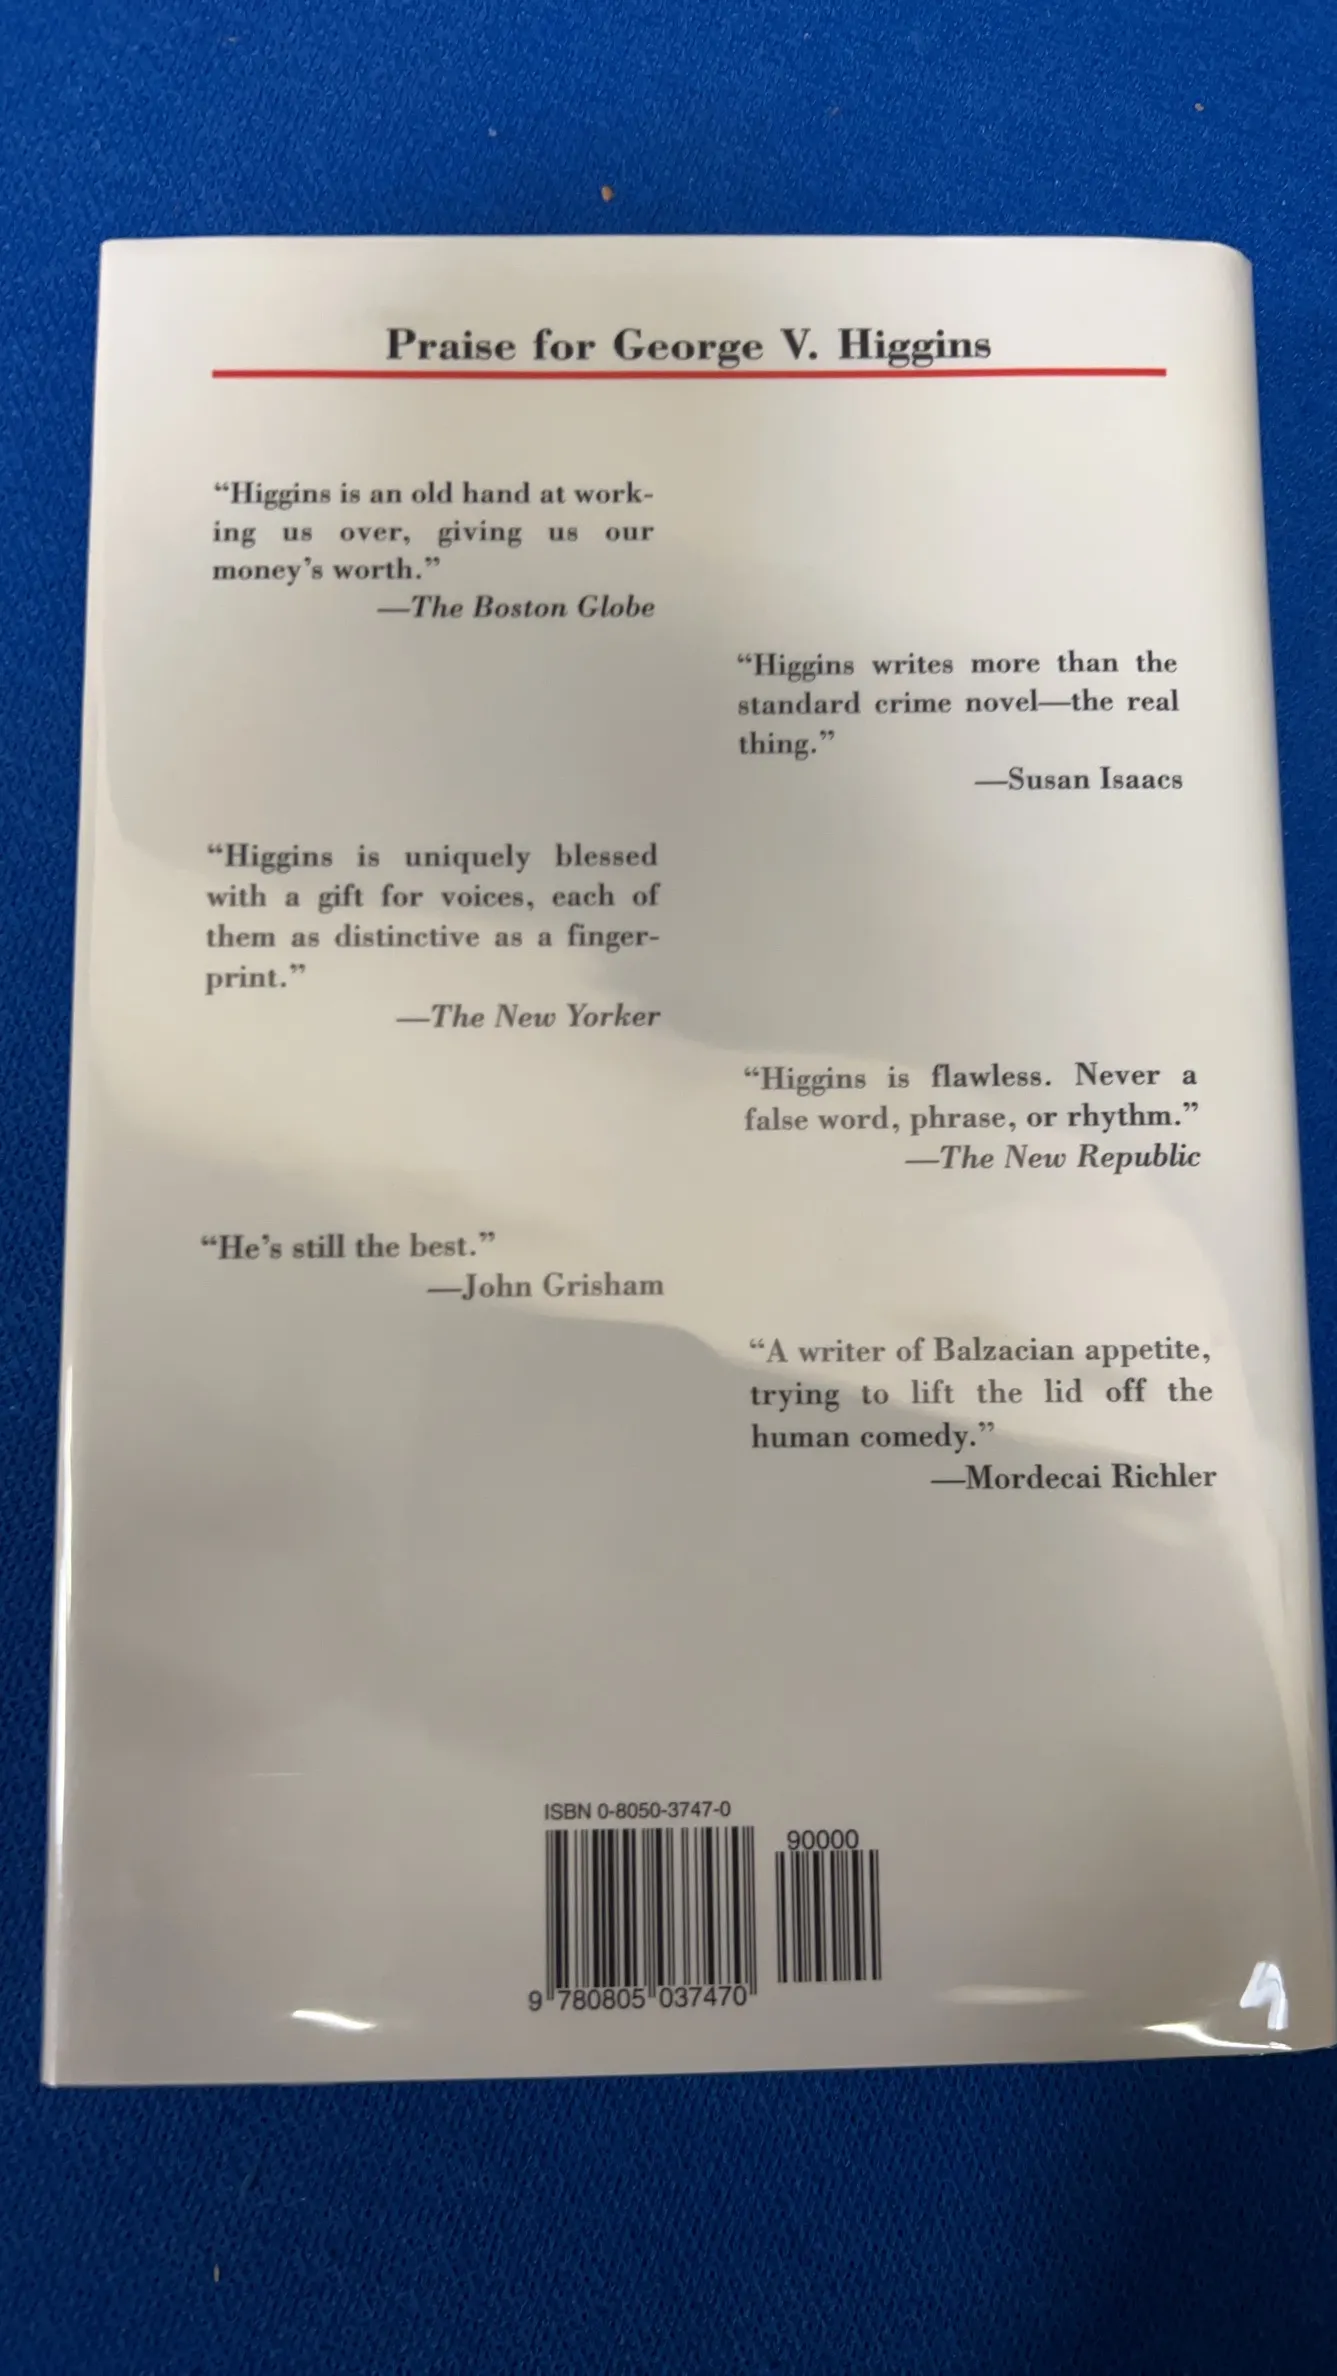 Praise for George V. Higgins
“Higgins is an old hand at work-
ing us over, giving us our
money’s worth.”
—The Boston Globe
“Higgins writes more than the
standard crime novel—the real
thing.”
—Susan Isaacs
“Higgins is uniquely blessed
with a gift for voices, each of
them as distinctive as a finger-
print.”
—The New Yorker
“Higgins is flawless. Never a
false word, phrase, or rhythm.”
—The New Republic
“He’s still the best.”
—John Grisham
“A writer of Balzacian appetite,
trying to lift the lid off the
human comedy.”
—Mordecai Richler
ISBN 0-8050-3747-0
90000
9 780805 037470